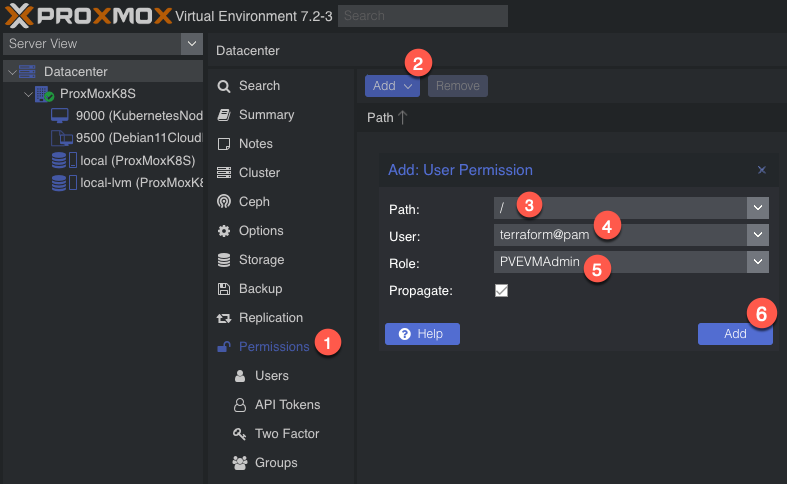 PROXMOX Virtual Environment 7.2-3 Search
Server View
Datacenter
ProxMoxK8S
9000 (KubernetesNod
9500 (Debian11Cloud
local (ProxMoxK8S)
local-lvm (ProxMoxK8
Datacenter
Search
Summary
Notes
Cluster
Ceph
Options
Storage
Backup
Replication
Permissions 1
Users
API Tokens
Two Factor
Groups
2
Add Remove
Path
Add: User Permission
Path: / 3
User: terraform@pam 4
Role: PVEVMAdmin 5
Propagate:
6
Help Add